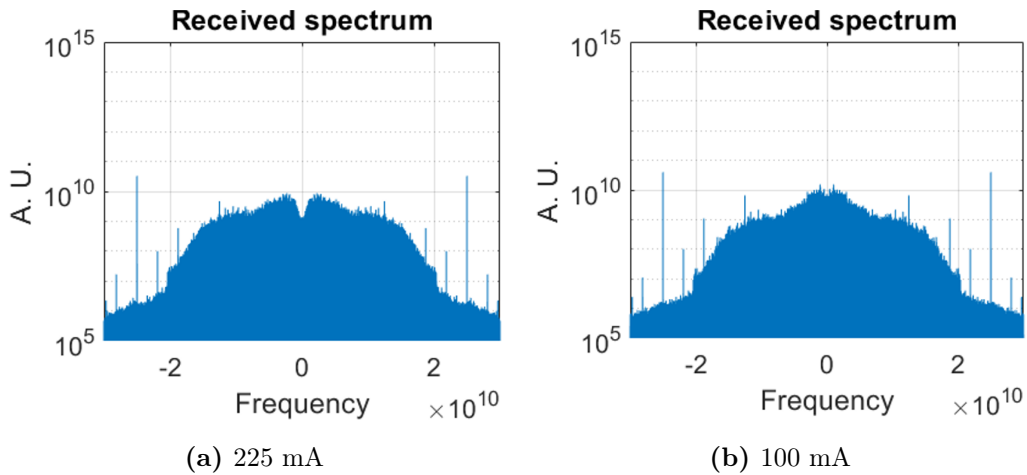 Received spectrum
10^15
10^10
10^5
A. U.
-2 0 2
Frequency
×10^10
(a) 225 mA
Received spectrum
10^15
10^10
10^5
A. U.
-2 0 2
Frequency
×10^10
(b) 100 mA